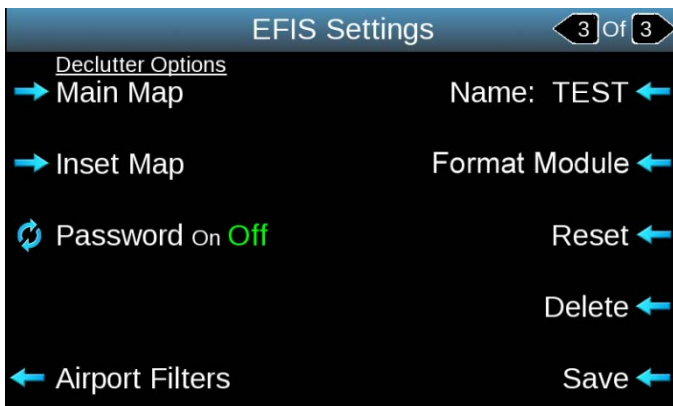 EFIS Settings 3 Of 3
Declutter Options
Main Map Name: TEST
Inset Map Format Module
Password On Off Reset
Delete
Airport Filters Save